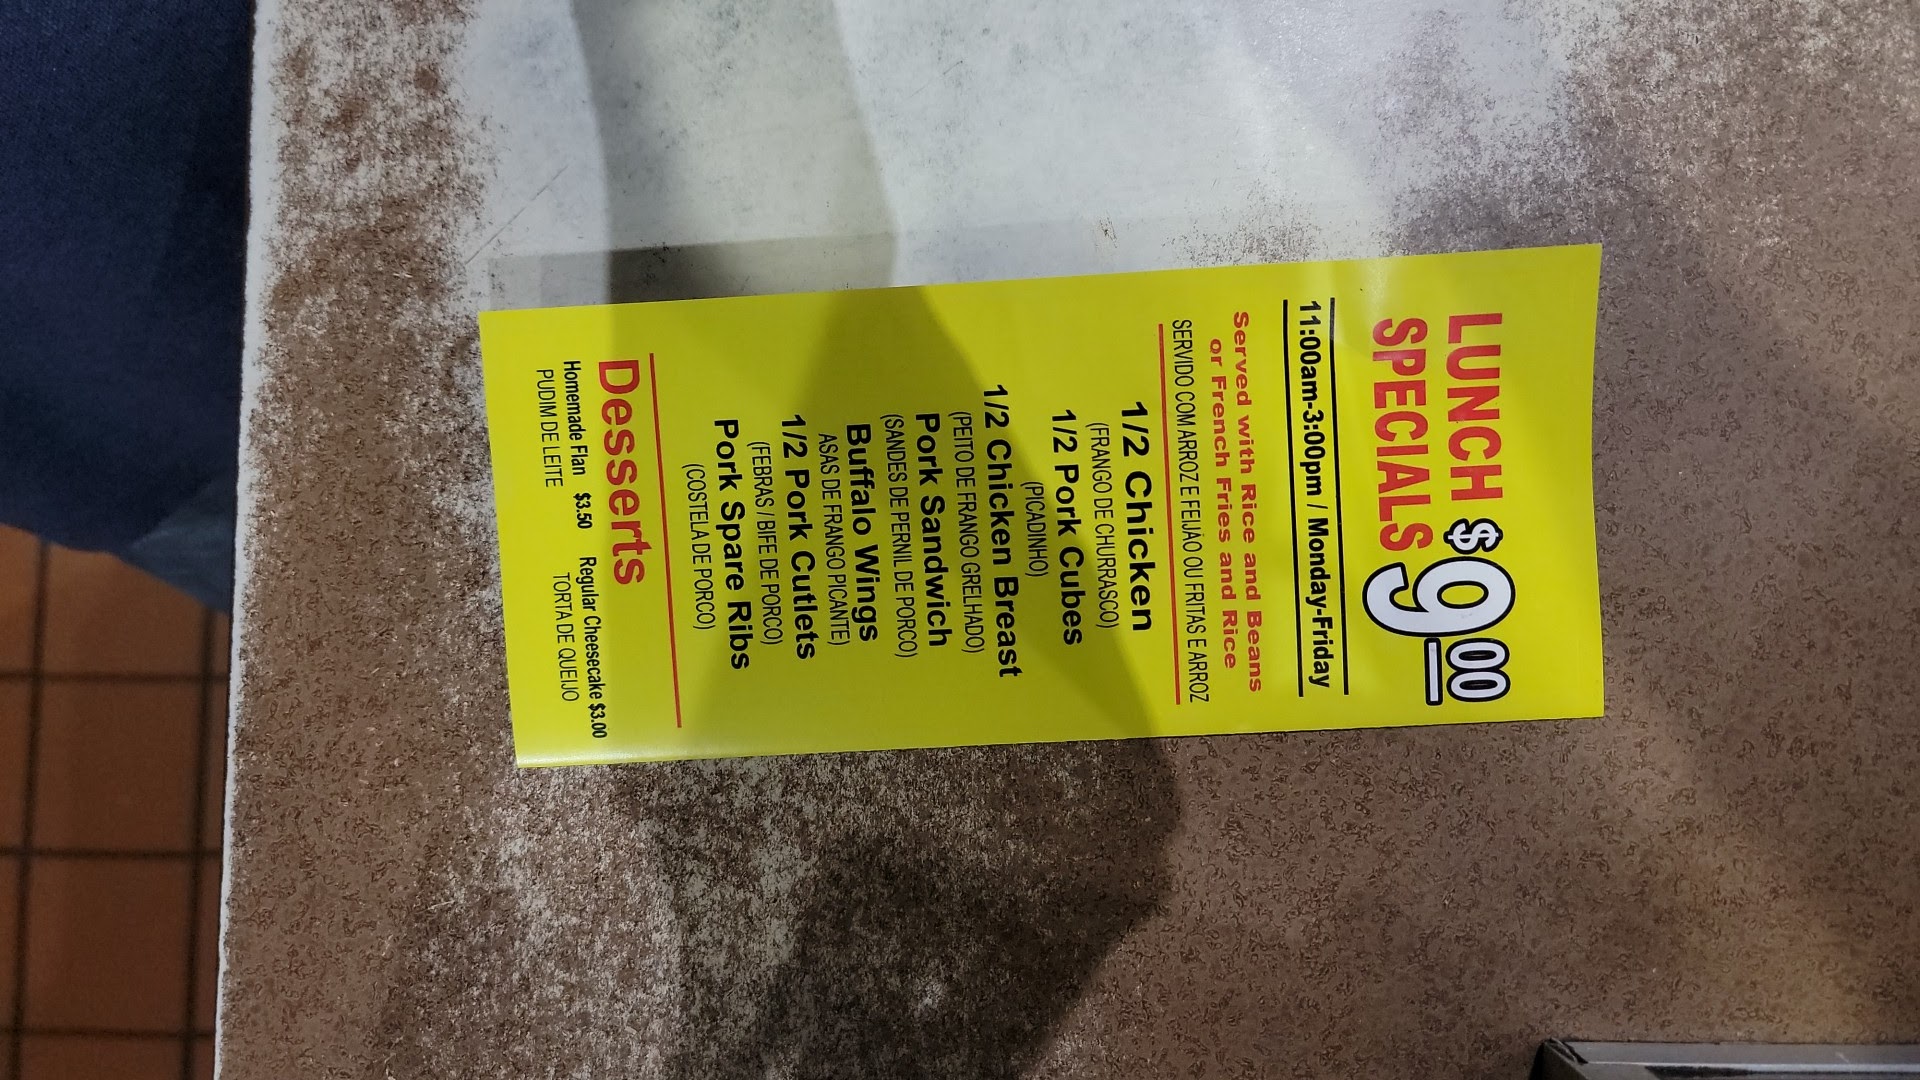 LUNCH
SPECIALS
$9.00
11:00am-3:00pm / Monday-Friday
Served with Rice and Beans
or French Fries and Rice
SERVIDO COM ARROZ E FEIJÃO OU FRITAS E ARROZ
1/2 Chicken
(FRANGO DE CHURRASCO)
1/2 Pork Cubes
(PICADINHO)
1/2 Chicken Breast
(PEITO DE FRANGO GRELHADO)
Pork Sandwich
(SANDES DE PERNIL DE PORCO)
Buffalo Wings
ASAS DE FRANGO PICANTE)
1/2 Pork Cutlets
(FEBRAS / BIFE DE PORCO)
Pork Spare Ribs
(COSTELA DE PORCO)
Desserts
Homemade Flan $3.50 Regular Cheesecake $3.00
PUDIM DE LEITE TORTA DE QUEIJO